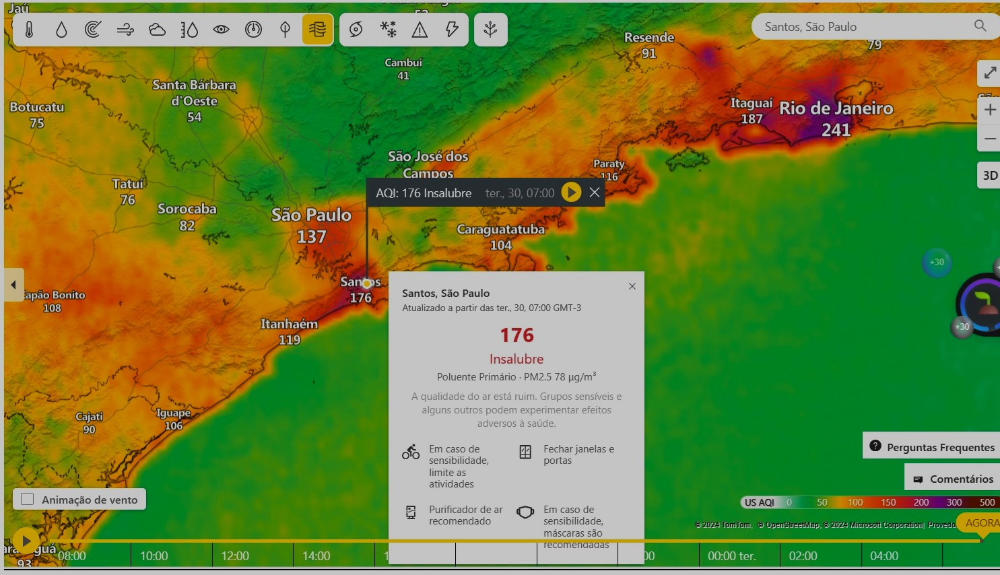 Jaú
53
Santos, São Paulo
Resende
91
79
Cambuí
41
Santa Bárbara
d'Oeste
54
Botucatu
75
Itaguaí
187
Rio de Janeiro
241
São José dos
Campos
Paraty
116
Tatuí
76
3D
AQI: 176 Insalubre ter., 30, 07:00
Sorocaba
82
São Paulo
137
Caraguatatuba
104
+30
Santos
176
apão Bonito
108
Santos, São Paulo
Atualizado a partir das ter., 30, 07:00 GMT-3
Itanhaém
119
+30
176
Insalubre
Poluente Primário · PM2.5 78 µg/m³
A qualidade do ar está ruim. Grupos sensíveis e
alguns outros podem experimentar efeitos
adversos à saúde.
Cajati
90
Iguape
106
Em caso de
sensibilidade,
limite as
atividades
Fechar janelas e
portas
Perguntas Frequentes
Comentários
Animação de vento
US AQI 0 50 100 150 200 300 500
Purificador de ar
recomendado
Em caso de
sensibilidade,
máscaras são
recomendadas
© 2024 TomTom, © OpenStreetMap, © 2024 Microsoft Corporation| Provedo
AGORA
guá
93
08:00 10:00 12:00 14:00 1 00 00:00 ter. 02:00 04:00